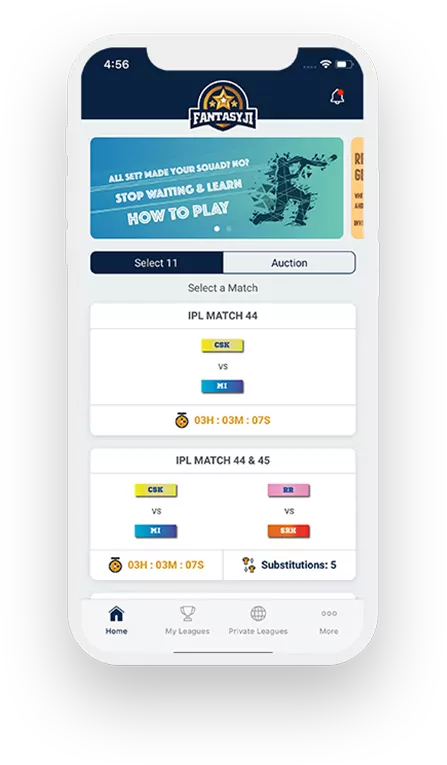 4:56
FANTASYJI
ALL SET? MADE YOUR SQUAD? NO?
STOP WAITING & LEARN
HOW TO PLAY
Select 11
Auction
Select a Match
IPL MATCH 44
CSK
VS
MI
03H : 03M : 07S
IPL MATCH 44 & 45
CSK
RR
VS
VS
MI
SRH
03H : 03M : 07S
Substitutions: 5
Home
My Leagues
Private Leagues
More